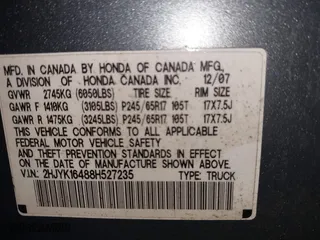 MFD. IN CANADA BY HONDA OF CANADA MFG.
A DIVISION OF HONDA CANADA INC. 12/07
GVWR 2745KG (6050LBS) TIRE SIZE RIM SIZE
GAWR F 1410KG (3105LBS) P245/65R17 105T 17X7.5J
GAWR R 1475KG (3245LBS) P245/65R17 105T 17X7.5J
THIS VEHICLE CONFORMS TO ALL APPLICABLE
FEDERAL MOTOR VEHICLE SAFETY
AND THEFT PREVENTION STANDARDS IN EFFECT ON
THE DATE OF MANUFACTURE SHOWN ABOVE.
V.I.N.: 2HJYK16488H527235 TYPE: TRUCK